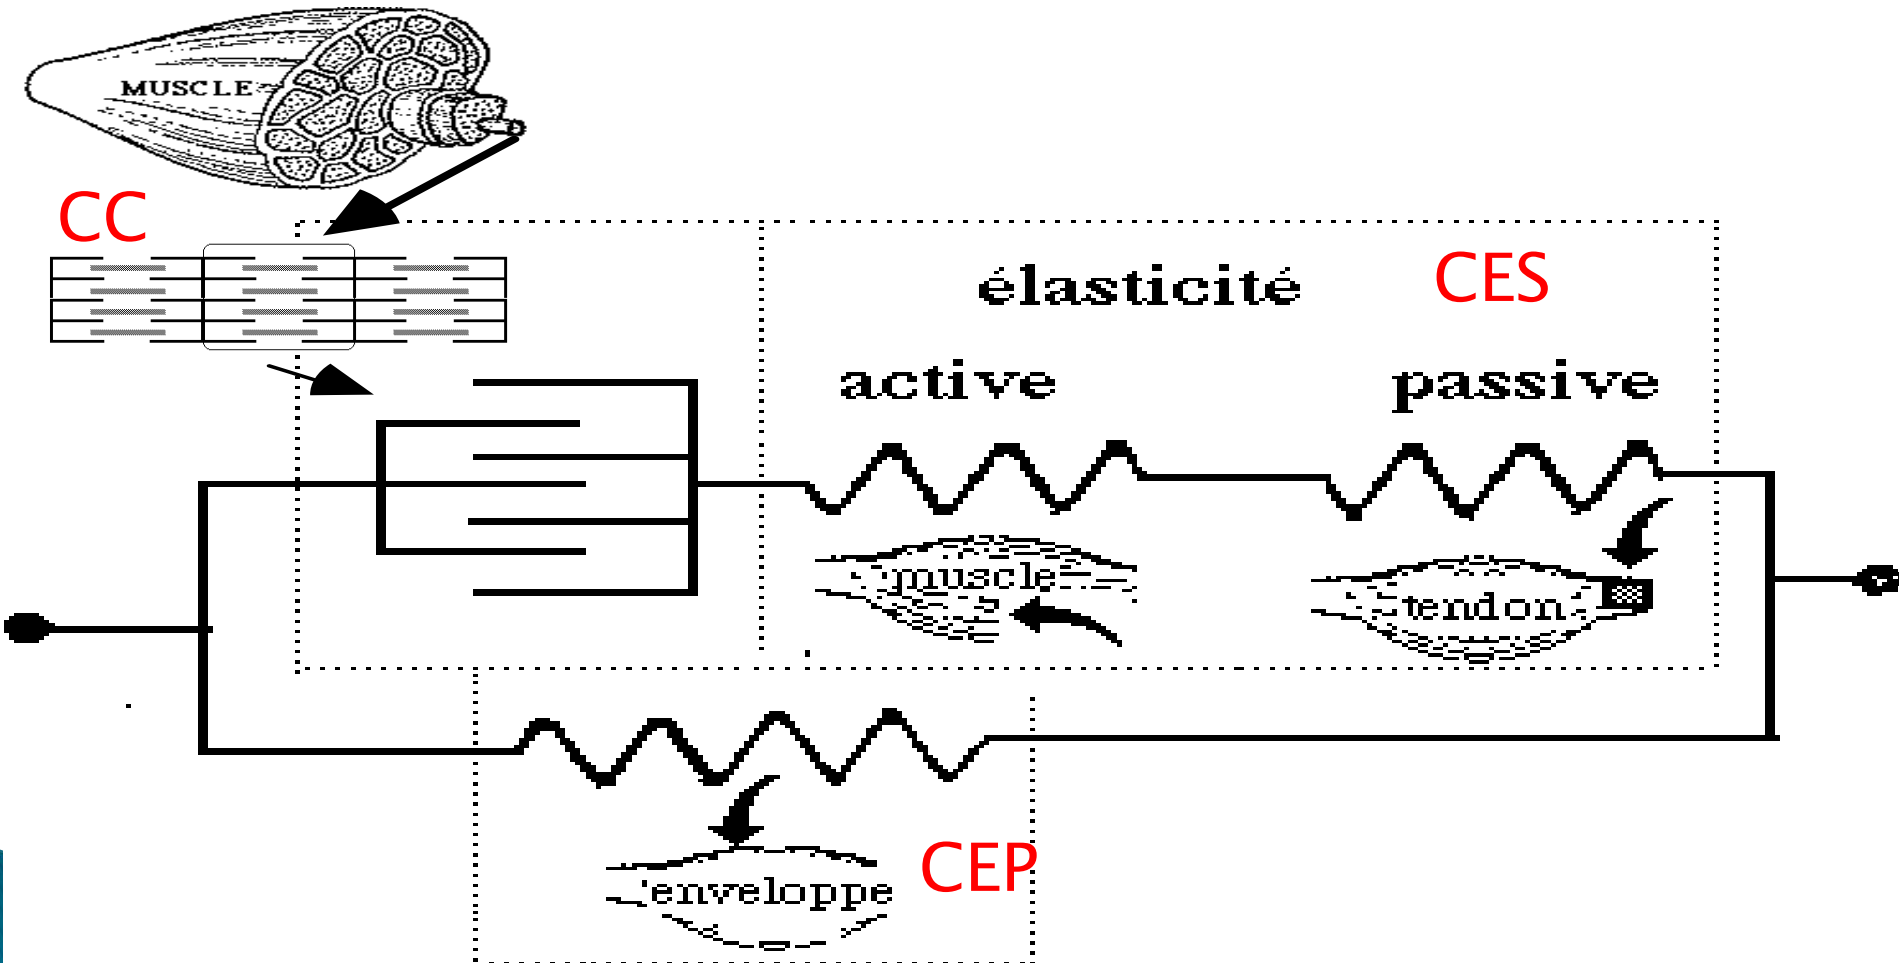 MUSCLE
CC
élasticité
CES
active
passive
muscle
tendon
enveloppe
CEP